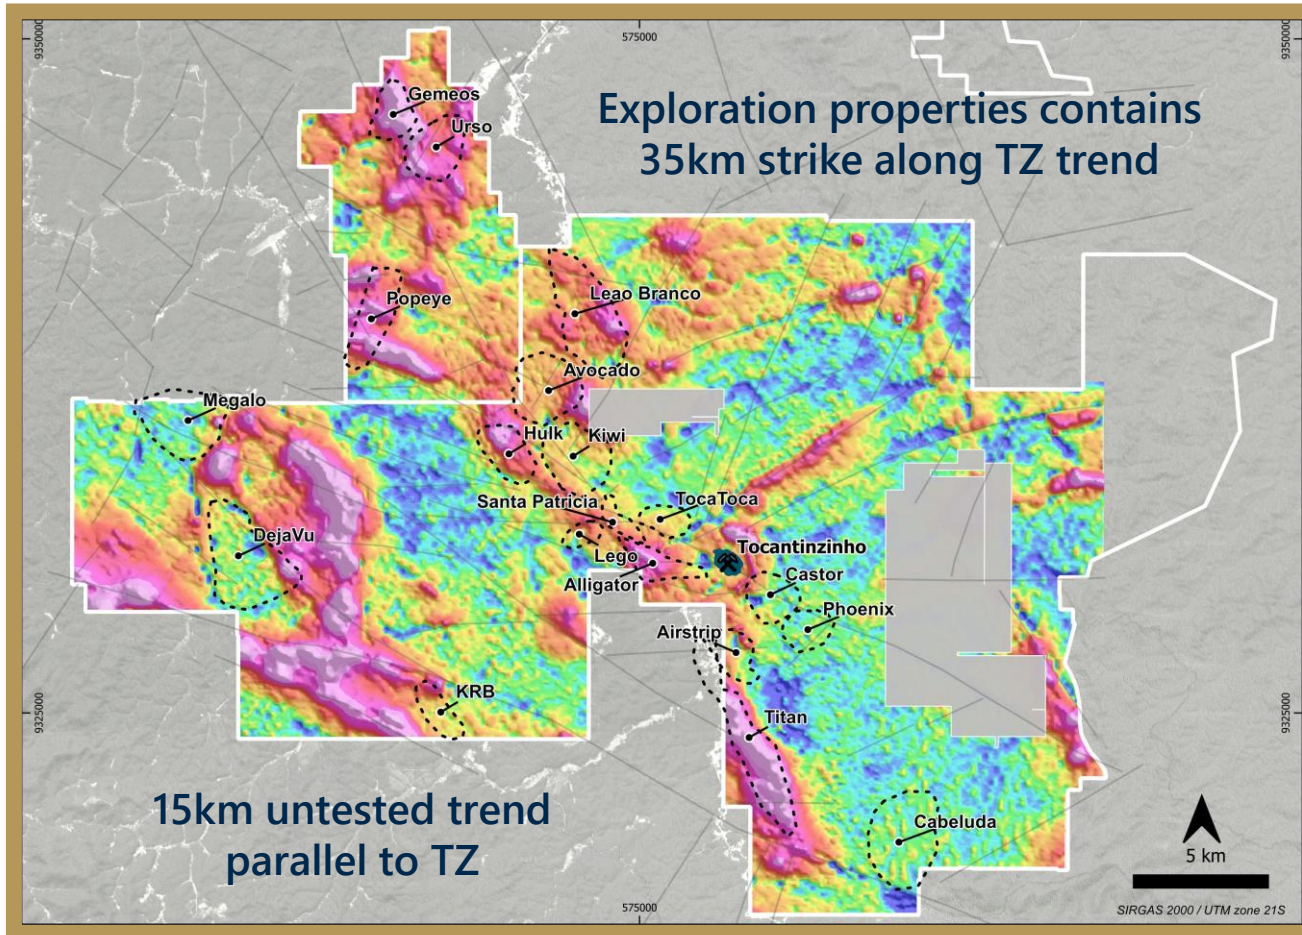 575000
9350000
9350000
Gemeos
Urso
Exploration properties contains
35km strike along TZ trend
Popeye
Leao Branco
Avocado
Megalo
Hulk
Kiwi
Santa Patricia
TocaToca
DejaVu
Lego
Tocantinzinho
Alligator
Castor
Phoenix
Airstrip
KRB
9325000
9325000
Titan
15km untested trend
parallel to TZ
Cabeluda
5 km
575000
SIRGAS 2000 / UTM zone 21S